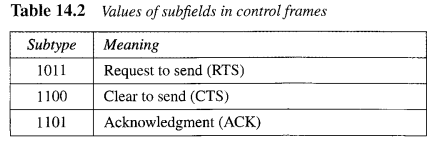 Table 14.2 Values of subfields in control frames
Subtype Meaning
1011 Request to send (RTS)
1100 Clear to send (CTS)
1101 Acknowledgment (ACK)